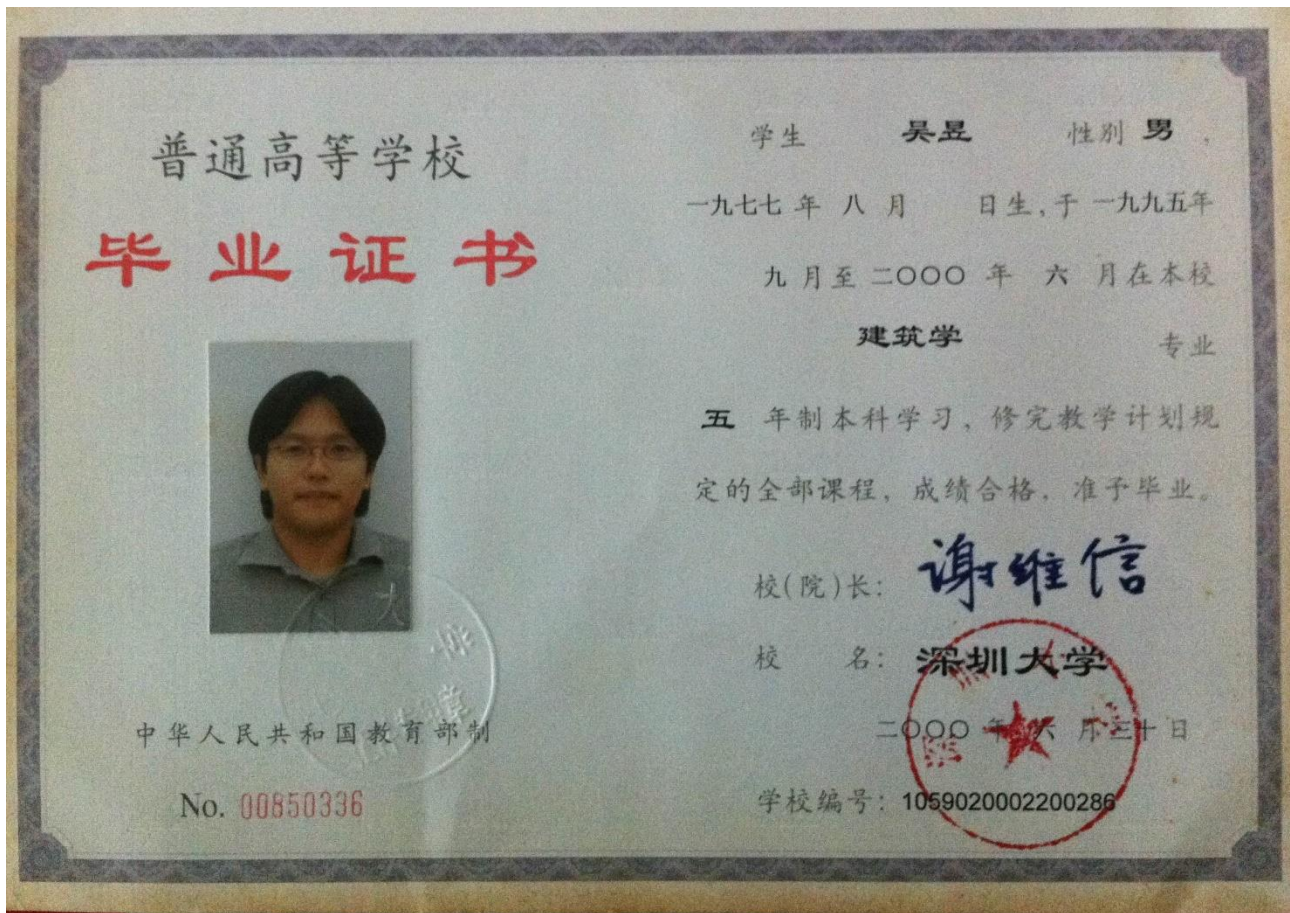 普通高等学校
毕业证书
中华人民共和国教育部制
No. 00850336
学生 吴昱 性别 男，
一九七七 年 八 月 日生，于 一九九五年
九 月至 二〇〇〇 年 六 月在本校
建筑学 专业
五 年制本科学习，修完教学计划规
定的全部课程，成绩合格，准予毕业。
校(院)长：谢维信
校 名：深圳大学
二〇〇〇 年 六 月三十日
学校编号：1059020002200286